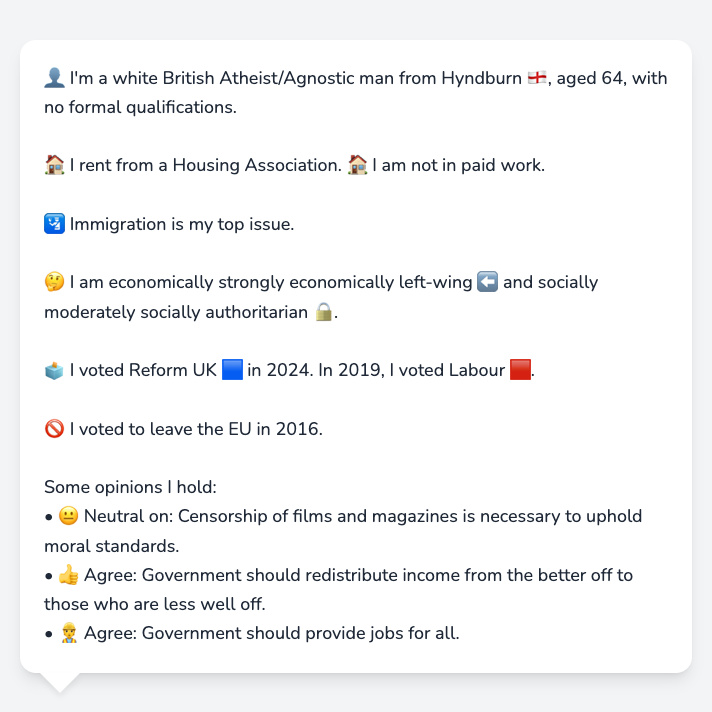 👤 I'm a white British Atheist/Agnostic man from Hyndburn 🏴󠁧󠁢󠁥󠁮󠁧󠁿, aged 64, with
no formal qualifications.
🏠 I rent from a Housing Association. 🏠 I am not in paid work.
🛂 Immigration is my top issue.
🤔 I am economically strongly economically left-wing ⬅️ and socially
moderately socially authoritarian 🔒.
🗳️ I voted Reform UK 🟦 in 2024. In 2019, I voted Labour 🟥.
🚫 I voted to leave the EU in 2016.
Some opinions I hold:
• 😐 Neutral on: Censorship of films and magazines is necessary to uphold
moral standards.
• 👍 Agree: Government should redistribute income from the better off to
those who are less well off.
• 👷 Agree: Government should provide jobs for all.